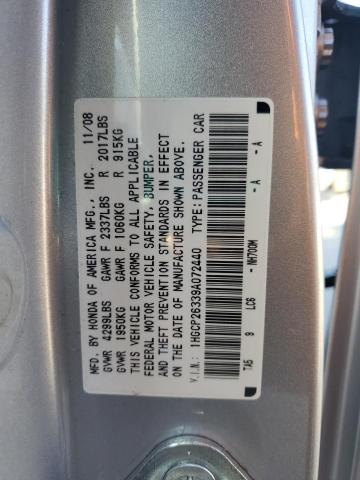 MFD. BY HONDA OF AMERICA MFG., INC. 11/08
GVWR 4299LBS GAWR F 2337LBS R 2017LBS
GVWR 1950KG GAWR F 1060KG R 915KG
THIS VEHICLE CONFORMS TO ALL APPLICABLE
FEDERAL MOTOR VEHICLE SAFETY, BUMPER,
AND THEFT PREVENTION STANDARDS IN EFFECT ON THE
DATE OF MANUFACTURE SHOWN ABOVE.
V.I.N.: 1HGCP26339A072440 TYPE: PASSENGER CAR
TA5 9 LC6 - NH700M - A - A